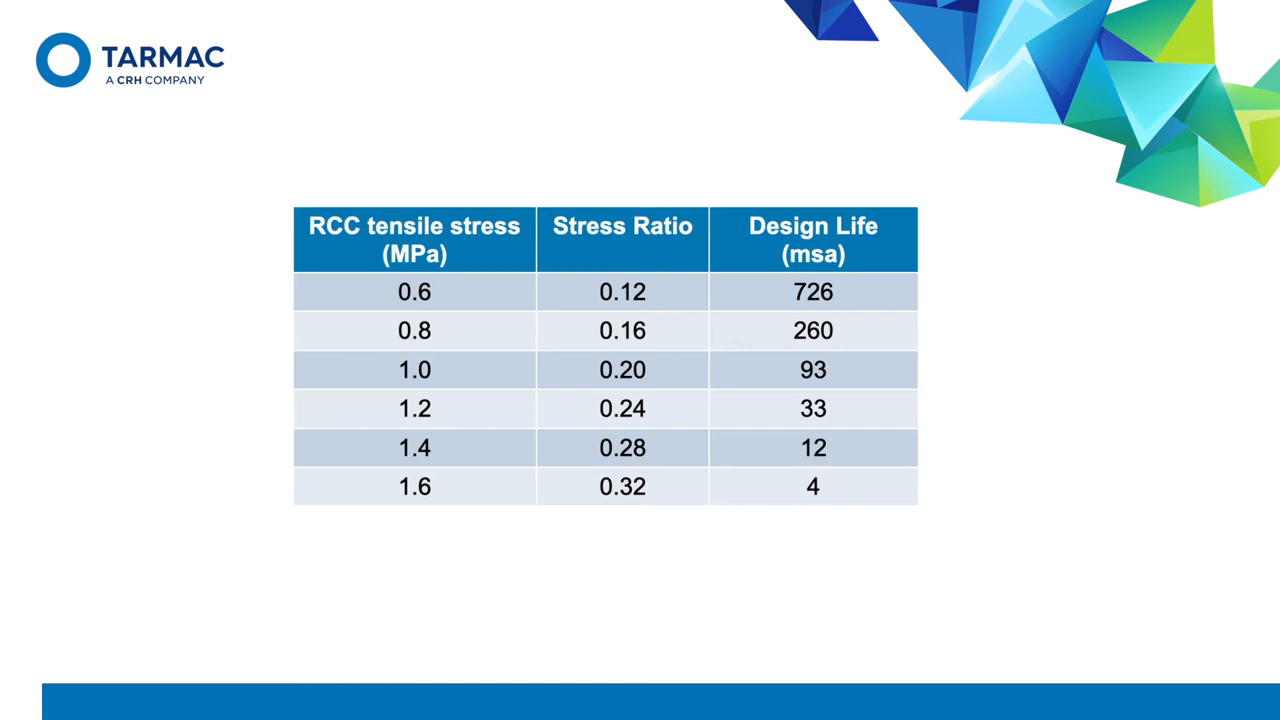 TARMAC
A CRH COMPANY
RCC tensile stress (MPa) Stress Ratio Design Life (msa)
0.6 0.12 726
0.8 0.16 260
1.0 0.20 93
1.2 0.24 33
1.4 0.28 12
1.6 0.32 4